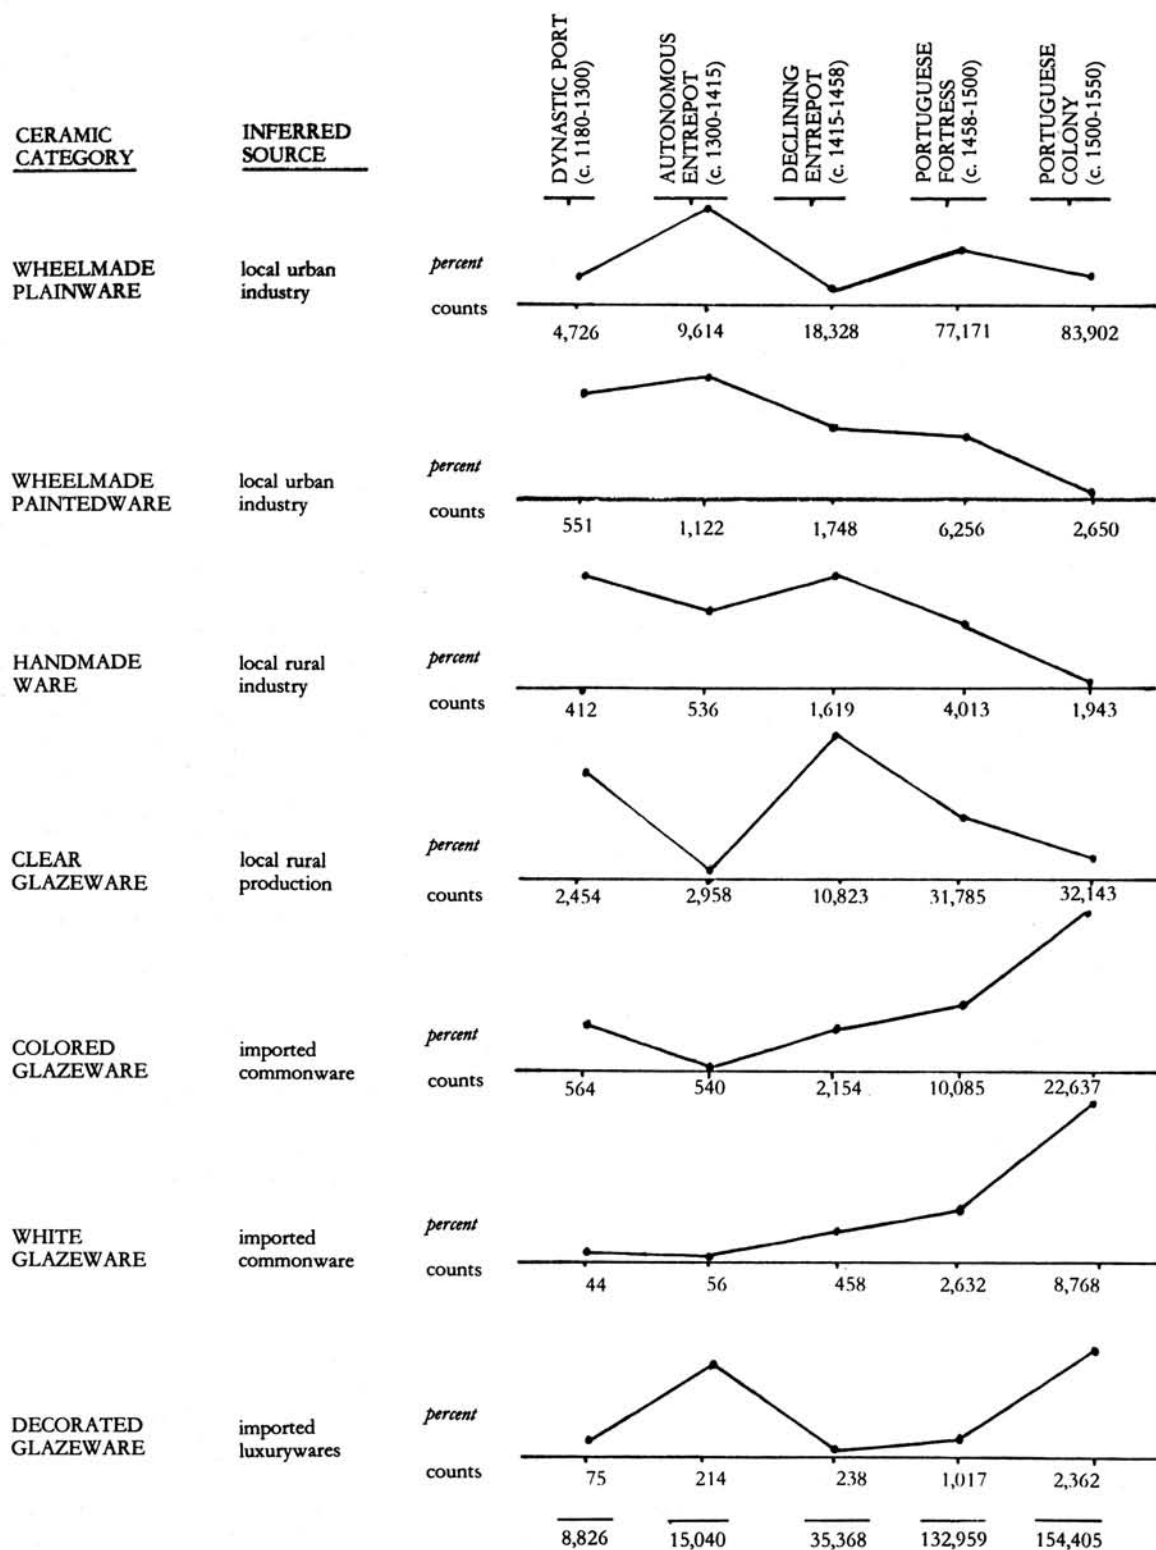 DYNASTIC PORT
(c. 1180-1300)
AUTONOMOUS
ENTREPOT
(c. 1300-1415)
DECLINING
ENTREPOT
(c. 1415-1458)
PORTUGUESE
FORTRESS
(c. 1458-1500)
PORTUGUESE
COLONY
(c. 1500-1550)
CERAMIC
CATEGORY
INFERRED
SOURCE
WHEELMADE
PLAINWARE
local urban
industry
percent
counts
4,726 9,614 18,328 77,171 83,902
WHEELMADE
PAINTEDWARE
local urban
industry
percent
counts
551 1,122 1,748 6,256 2,650
HANDMADE
WARE
local rural
industry
percent
counts
412 536 1,619 4,013 1,943
CLEAR
GLAZEWARE
local rural
production
percent
counts
2,454 2,958 10,823 31,785 32,143
COLORED
GLAZEWARE
imported
commonware
percent
counts
564 540 2,154 10,085 22,637
WHITE
GLAZEWARE
imported
commonware
percent
counts
44 56 458 2,632 8,768
DECORATED
GLAZEWARE
imported
luxurywares
percent
counts
75 214 238 1,017 2,362
8,826 15,040 35,368 132,959 154,405